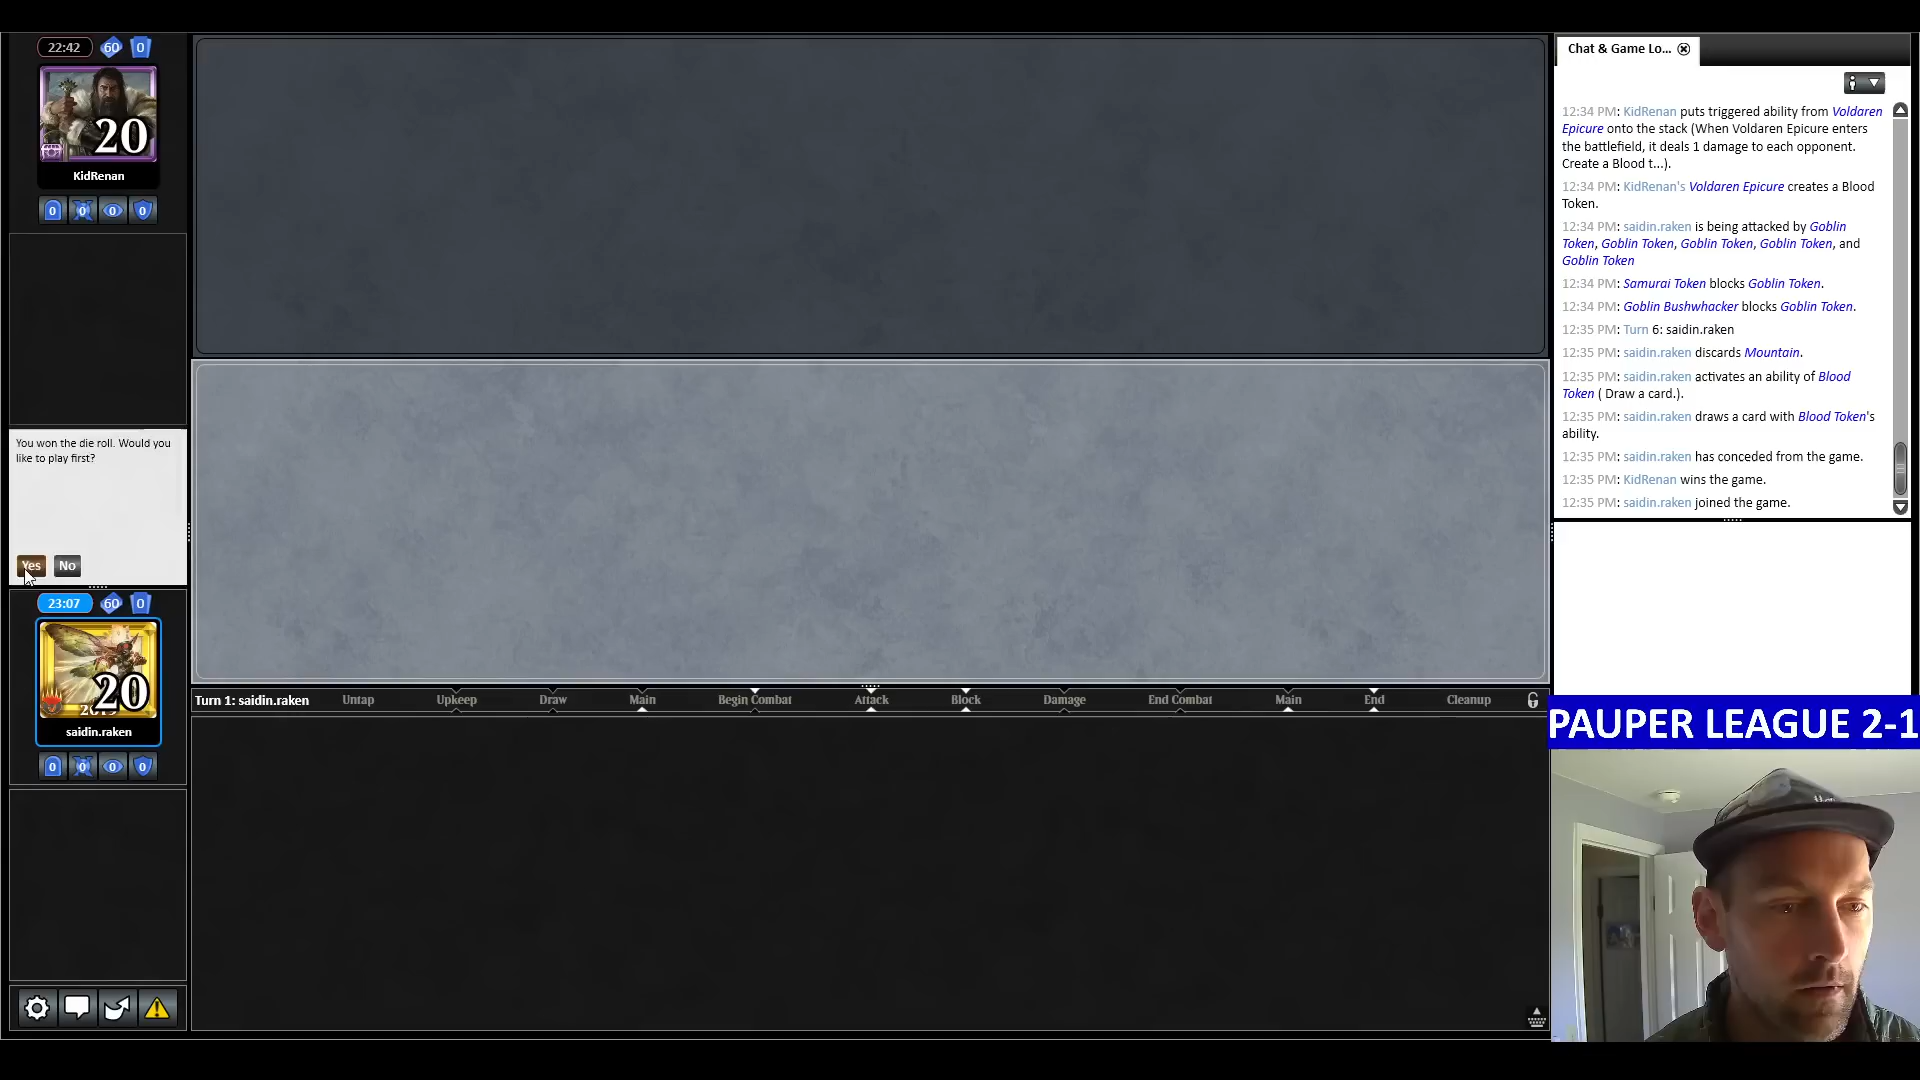 22:42 60 0
20
KidRenan
0 0 0 0
You won the die roll. Would you
like to play first?
Yes No
23:07 60 0
20
saidin.raken
0 0 0 0
Turn 1: saidin.raken Untap Upkeep Draw Main Begin Combat Attack Block Damage End Combat Main End Cleanup
Chat & Game Lo...
12:34 PM: KidRenan puts triggered ability from Voldaren
Epicure onto the stack (When Voldaren Epicure enters
the battlefield, it deals 1 damage to each opponent.
Create a Blood t...).
12:34 PM: KidRenan's Voldaren Epicure creates a Blood
Token.
12:34 PM: saidin.raken is being attacked by Goblin
Token, Goblin Token, Goblin Token, Goblin Token, and
Goblin Token
12:34 PM: Samurai Token blocks Goblin Token.
12:34 PM: Goblin Bushwhacker blocks Goblin Token.
12:35 PM: Turn 6: saidin.raken
12:35 PM: saidin.raken discards Mountain.
12:35 PM: saidin.raken activates an ability of Blood
Token ( Draw a card.).
12:35 PM: saidin.raken draws a card with Blood Token's
ability.
12:35 PM: saidin.raken has conceded from the game.
12:35 PM: KidRenan wins the game.
12:35 PM: saidin.raken joined the game.
PAUPER LEAGUE 2-1